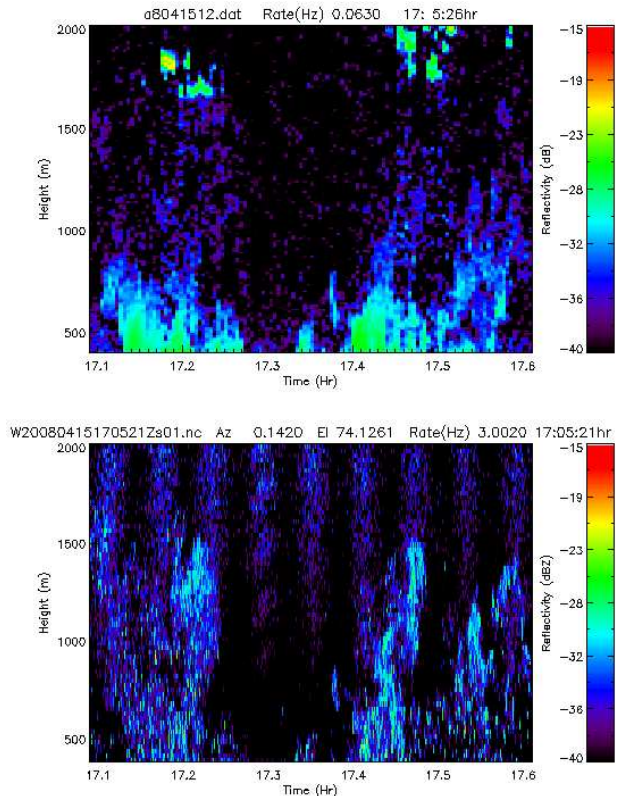 a8041512.dat Rate(Hz) 0.0630 17: 5:26hr
2000
1500
1000
500
Height (m)
17.1 17.2 17.3 17.4 17.5 17.6
Time (Hr)
-15
-19
-23
-26
-28
-32
-36
-40
Reflectivity (dB)
W20080415170521Zs01.nc Az 0.1420 El 74.1261 Rate(Hz) 3.0020 17:05:21hr
2000
1500
1000
500
Height (m)
17.1 17.2 17.3 17.4 17.5 17.6
Time (Hr)
-15
-19
-23
-26
-28
-32
-36
-40
Reflectivity (dBZ)